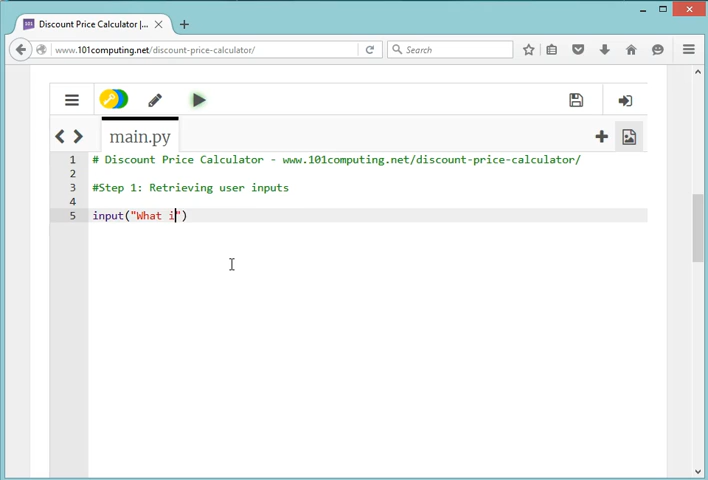 Discount Price Calculator |...
www.101computing.net/discount-price-calculator/
Search
main.py
1 # Discount Price Calculator - www.101computing.net/discount-price-calculator/
2
3 #Step 1: Retrieving user inputs
4
5 input("What i")